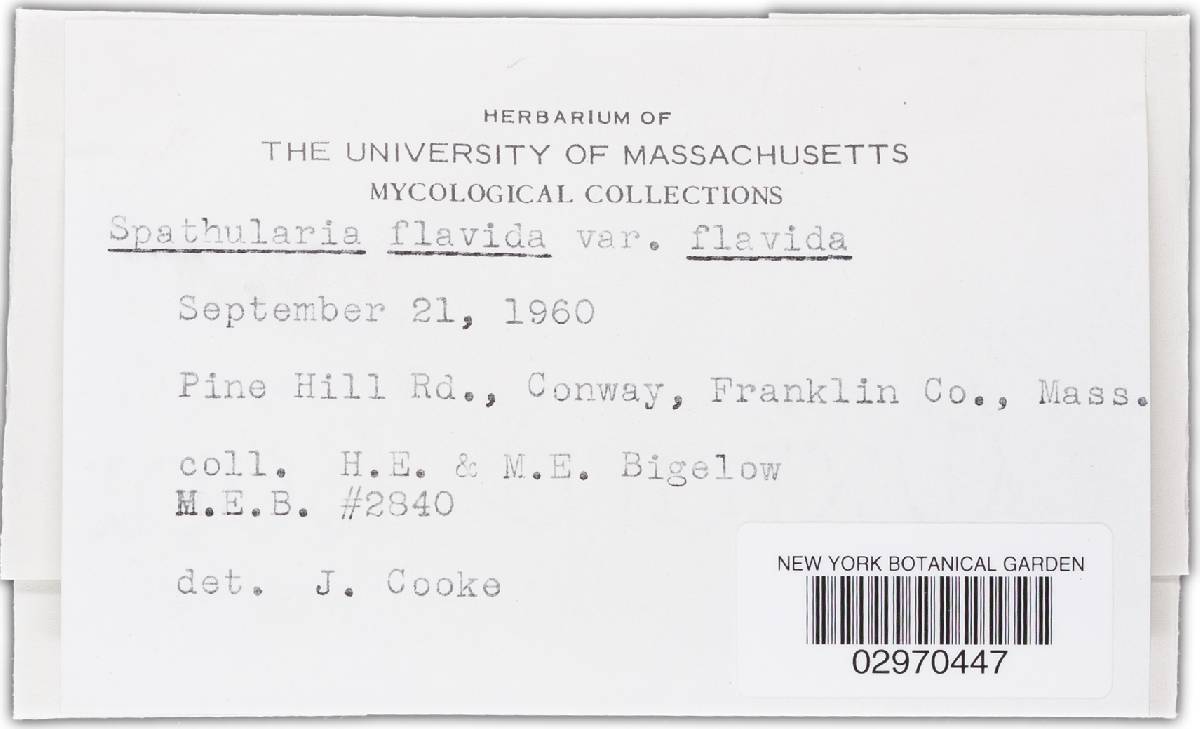 HERBARIUM OF
THE UNIVERSITY OF MASSACHUSETTS
MYCOLOGICAL COLLECTIONS
Spathularia flavida var. flavida
September 21, 1960
Pine Hill Rd., Conway, Franklin Co., Mass.
coll. H.E. & M.E. Bigelow
M.E.B. #2840
det. J. Cooke
NEW YORK BOTANICAL GARDEN
02970447